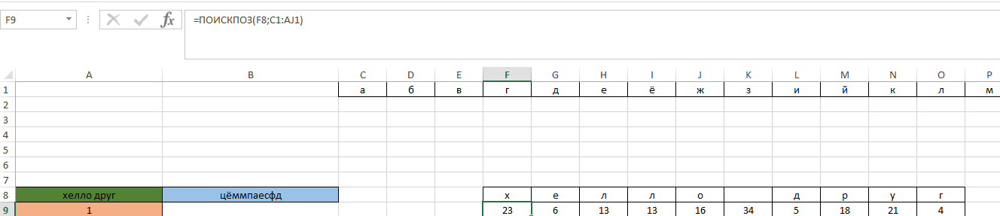 F9 fx =ПОИСКПОЗ(F8;C1:AJ1)
A B C D E F G H I J K L M N O P
1 а б в г д е ё ж з и й к л м
2
3
4
5
6
7
8 хелло друг цёммпаесфд х е л л о д р у г
9 1 23 6 13 13 16 34 5 18 21 4